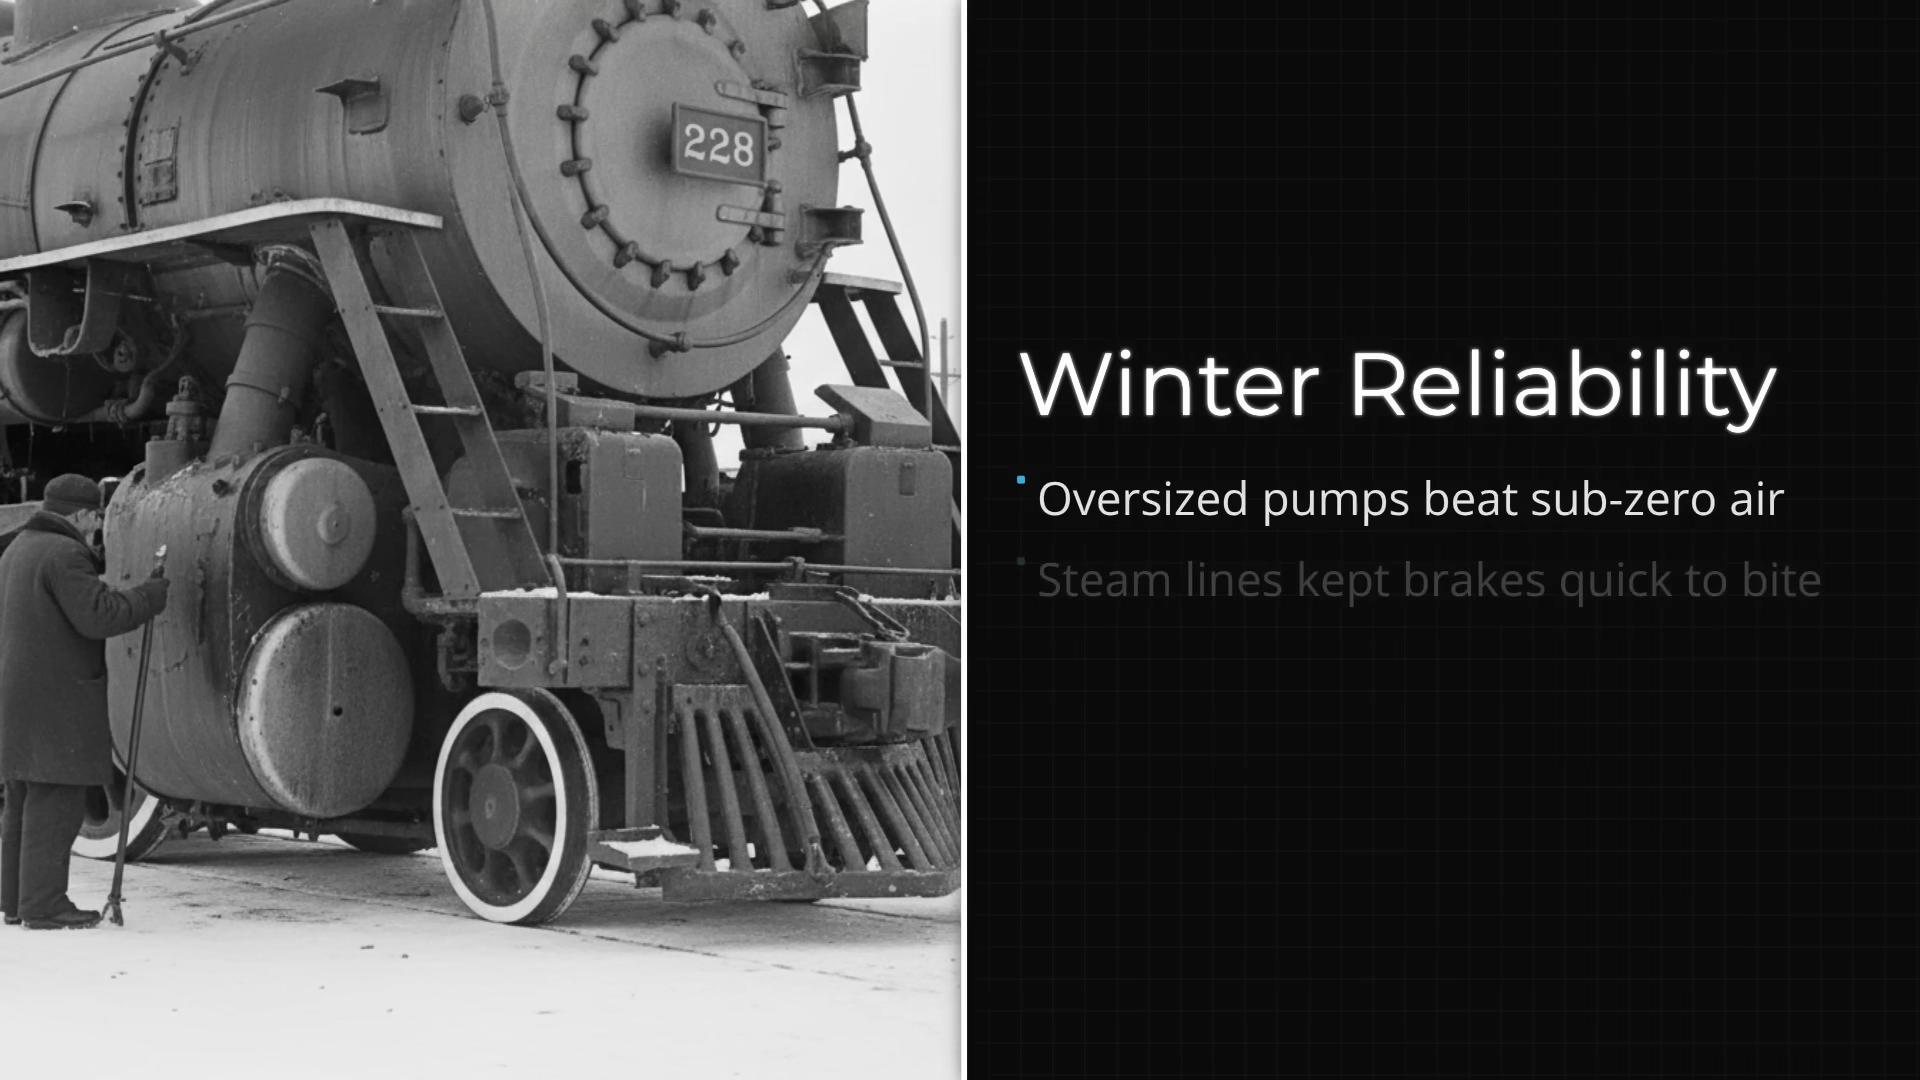 228
Winter Reliability
Oversized pumps beat sub-zero air
Steam lines kept brakes quick to bite